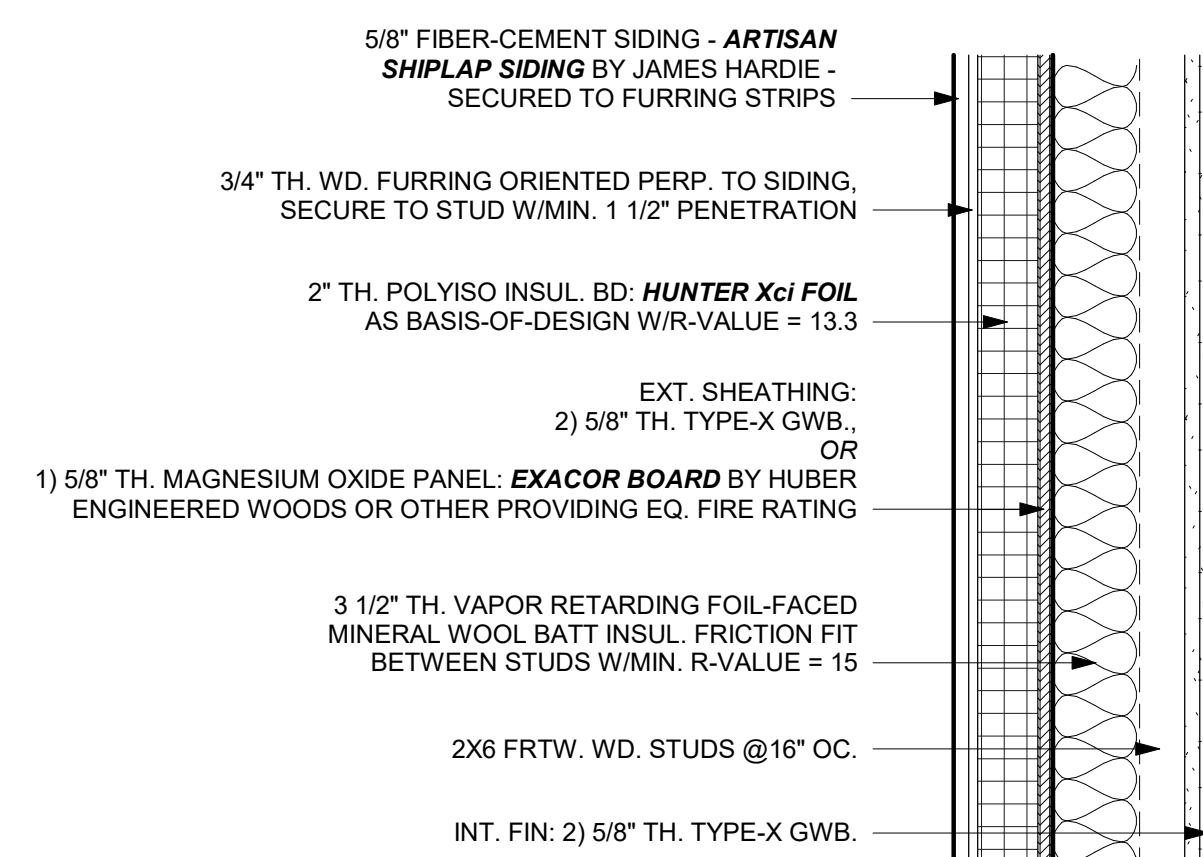 5/8" FIBER-CEMENT SIDING - ARTISAN
SHIPLAP SIDING BY JAMES HARDIE -
SECURED TO FURRING STRIPS
3/4" TH. WD. FURRING ORIENTED PERP. TO SIDING,
SECURE TO STUD W/MIN. 1 1/2" PENETRATION
2" TH. POLYISO INSUL. BD: HUNTER Xci FOIL
AS BASIS-OF-DESIGN W/R-VALUE = 13.3
EXT. SHEATHING:
2) 5/8" TH. TYPE-X GWB.,
OR
1) 5/8" TH. MAGNESIUM OXIDE PANEL: EXACOR BOARD BY HUBER
ENGINEERED WOODS OR OTHER PROVIDING EQ. FIRE RATING
3 1/2" TH. VAPOR RETARDING FOIL-FACED
MINERAL WOOL BATT INSUL. FRICTION FIT
BETWEEN STUDS W/MIN. R-VALUE = 15
2X6 FRTW. WD. STUDS @16" OC.
INT. FIN: 2) 5/8" TH. TYPE-X GWB.